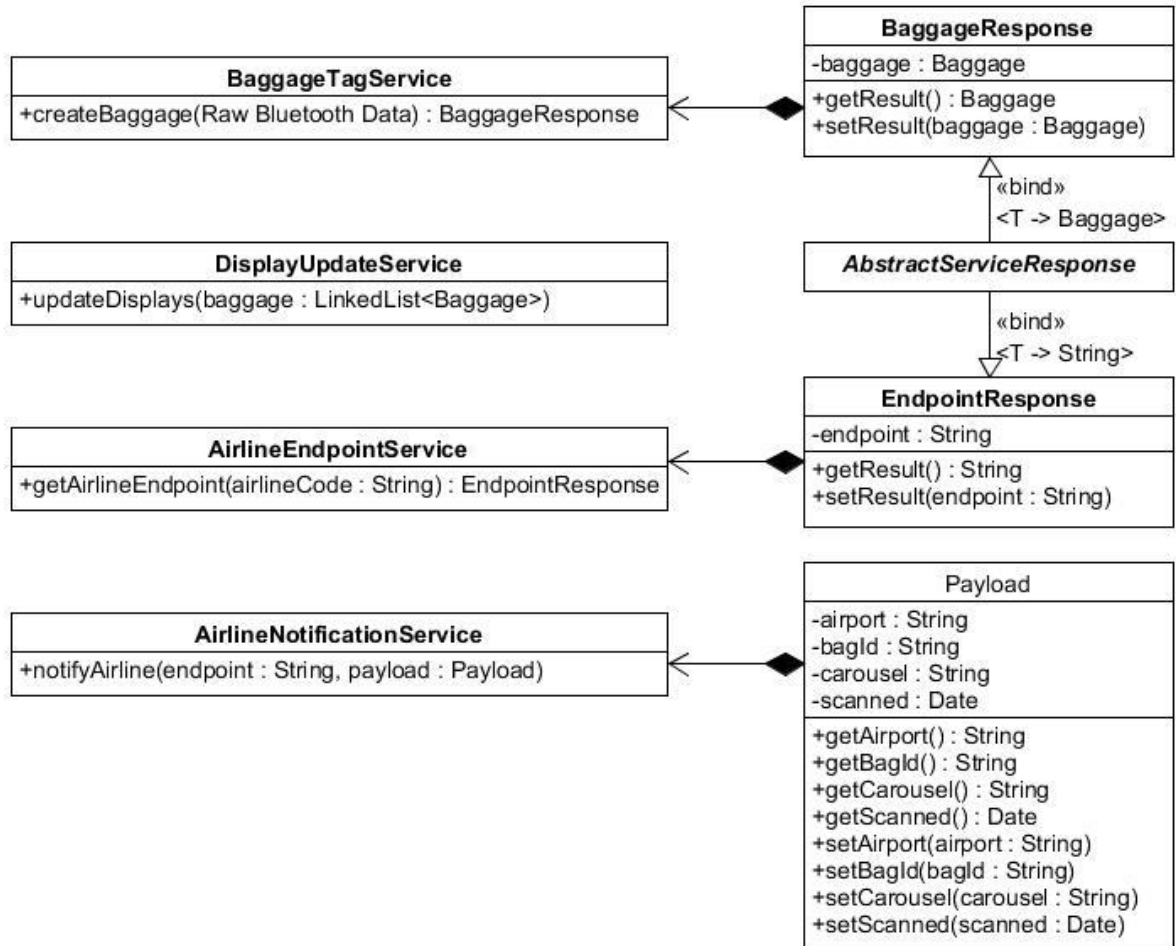 BaggageTagService
+createBaggage(Raw Bluetooth Data) : BaggageResponse
BaggageResponse
-baggage : Baggage
+getResult() : Baggage
+setResult(baggage : Baggage)
«bind»
<T -> Baggage>
DisplayUpdateService
+updateDisplays(baggage : LinkedList<Baggage>)
AbstractServiceResponse
«bind»
<T -> String>
AirlineEndpointService
+getAirlineEndpoint(airlineCode : String) : EndpointResponse
EndpointResponse
-endpoint : String
+getResult() : String
+setResult(endpoint : String)
AirlineNotificationService
+notifyAirline(endpoint : String, payload : Payload)
Payload
-airport : String
-bagId : String
-carousel : String
-scanned : Date
+getAirport() : String
+getBagId() : String
+getCarousel() : String
+getScanned() : Date
+setAirport(airport : String)
+setBagId(bagId : String)
+setCarousel(carousel : String)
+setScanned(scanned : Date)